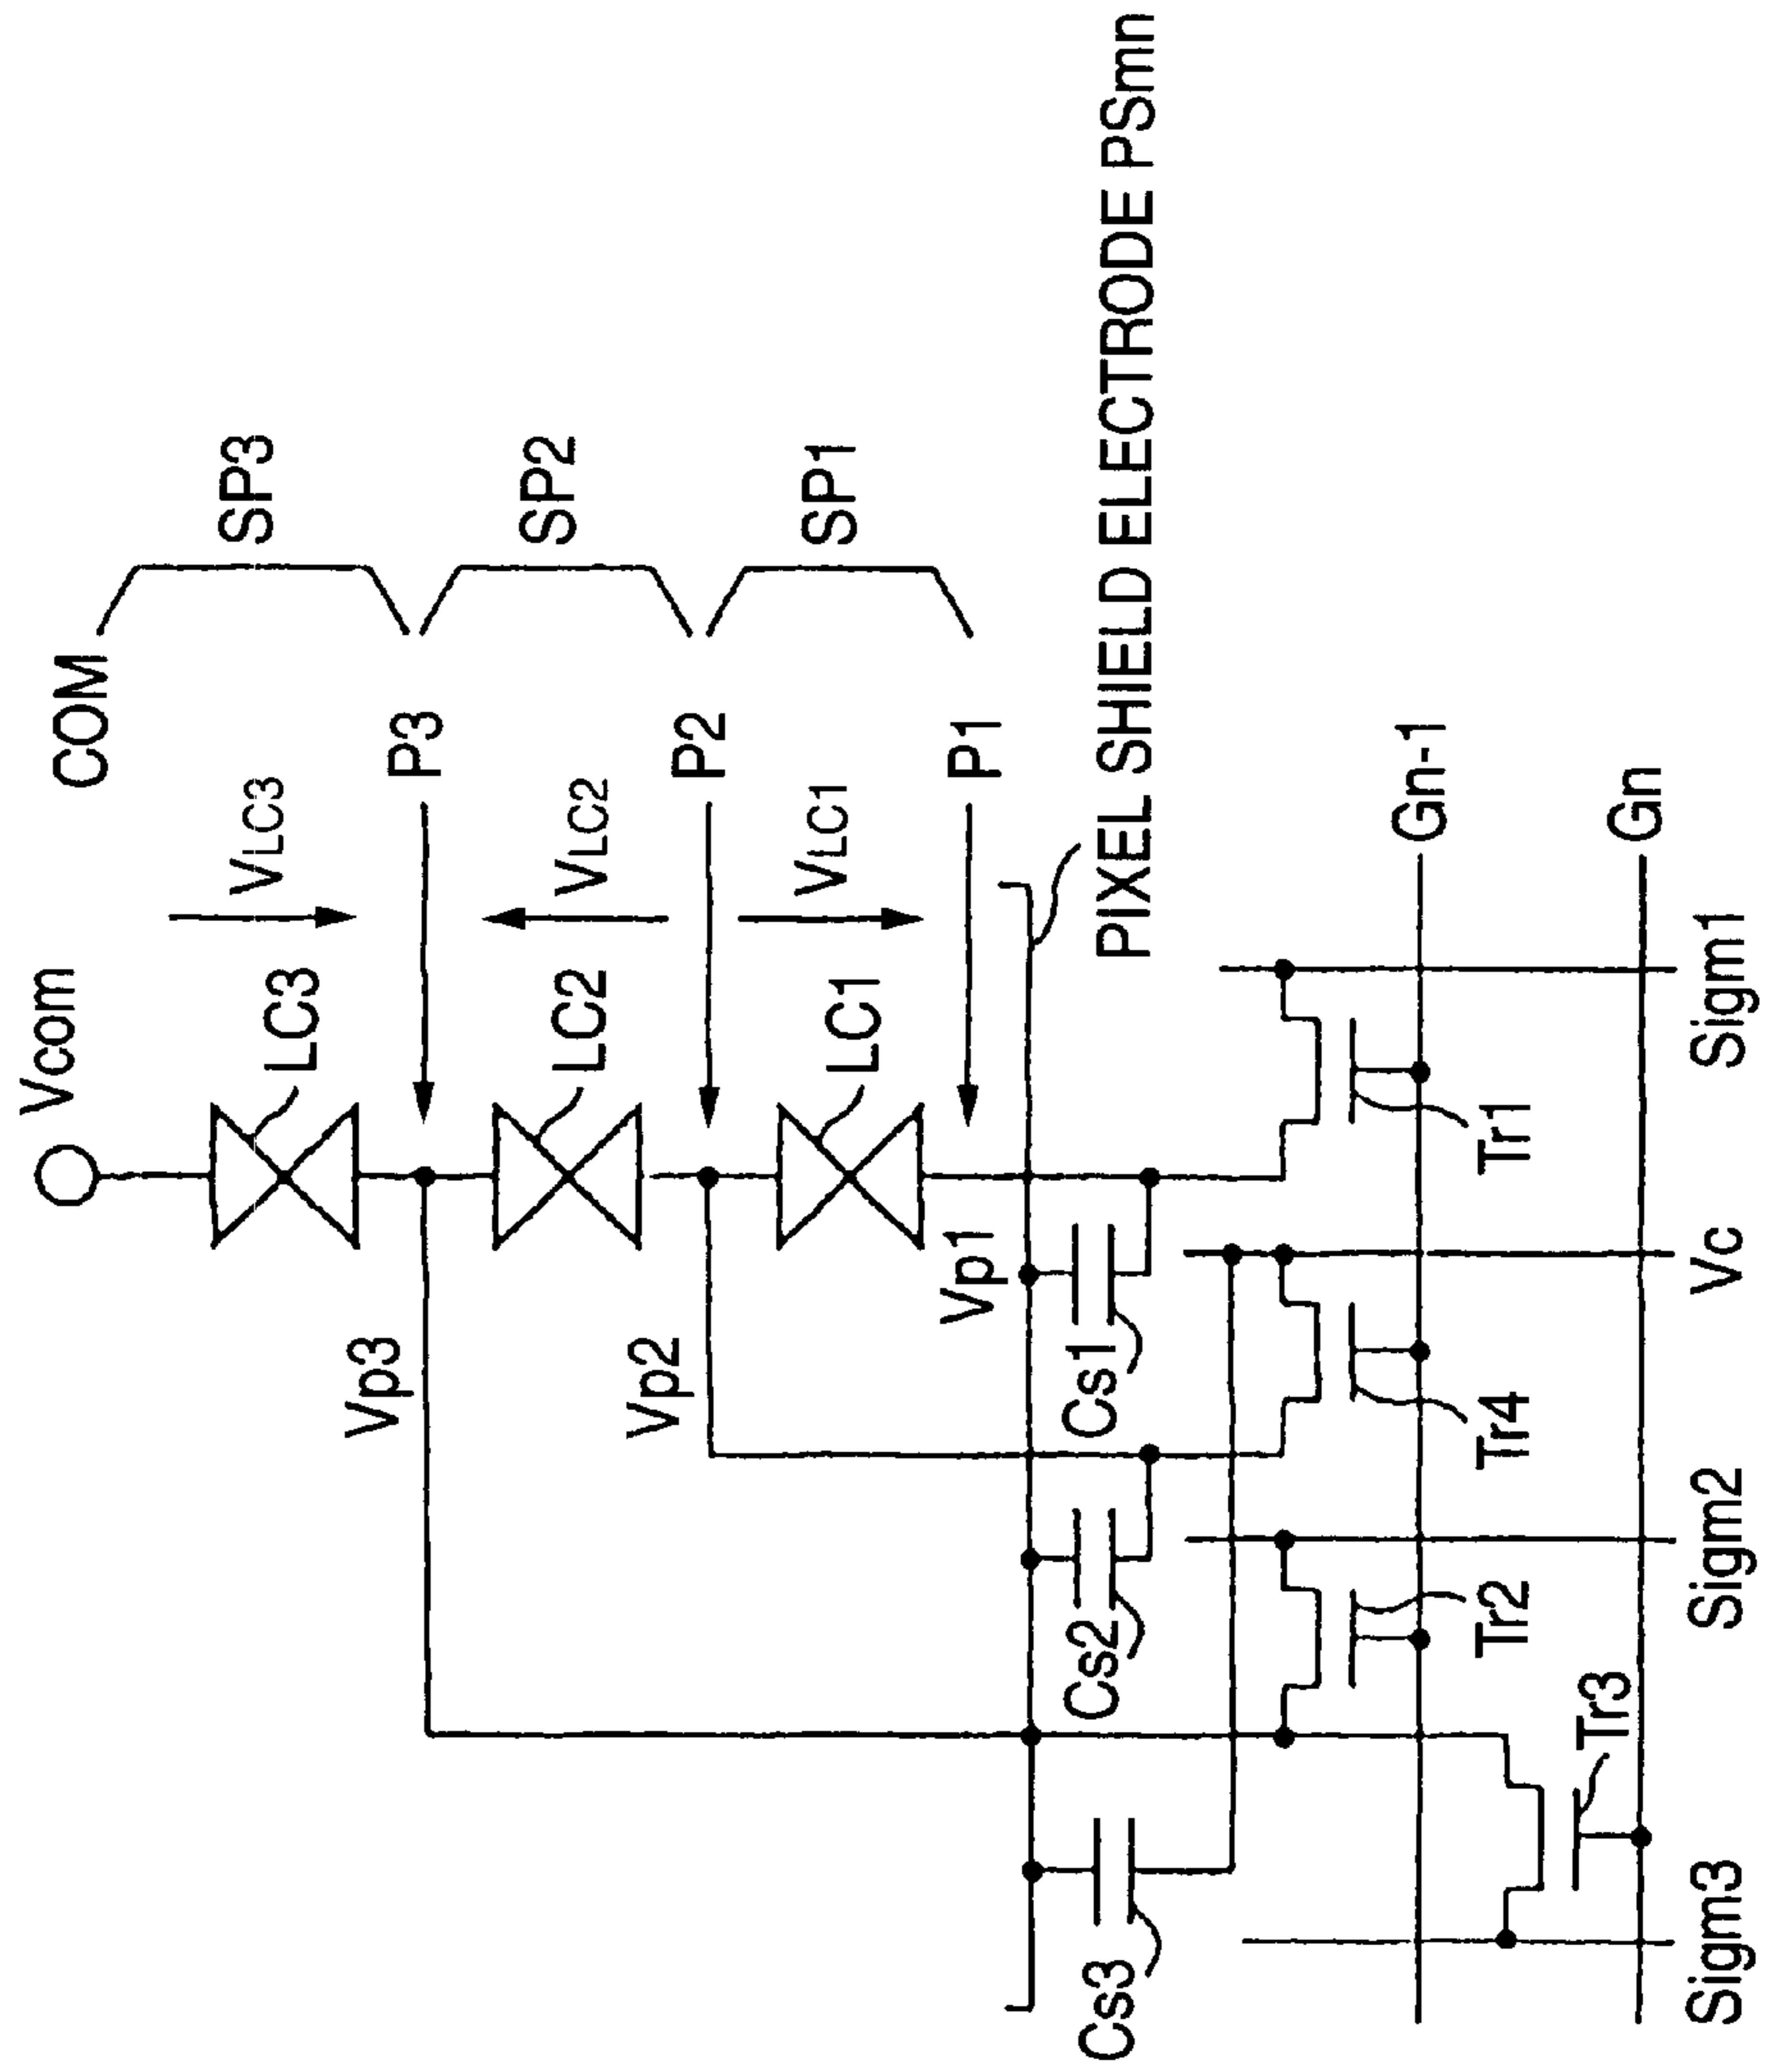 Vcom
COM
LC3
VLC3
SP3
P3
Vp3
LC2
VLC2
SP2
P2
Vp2
LC1
VLC1
SP1
P1
Vp1
PIXEL SHIELD ELECTRODE PSmn
Cs3
Cs2
Cs1
Gn-1
Gn
Tr3
Tr2
Tr4
Tr1
Sigm3
Sigm2
Vc
Sigm1